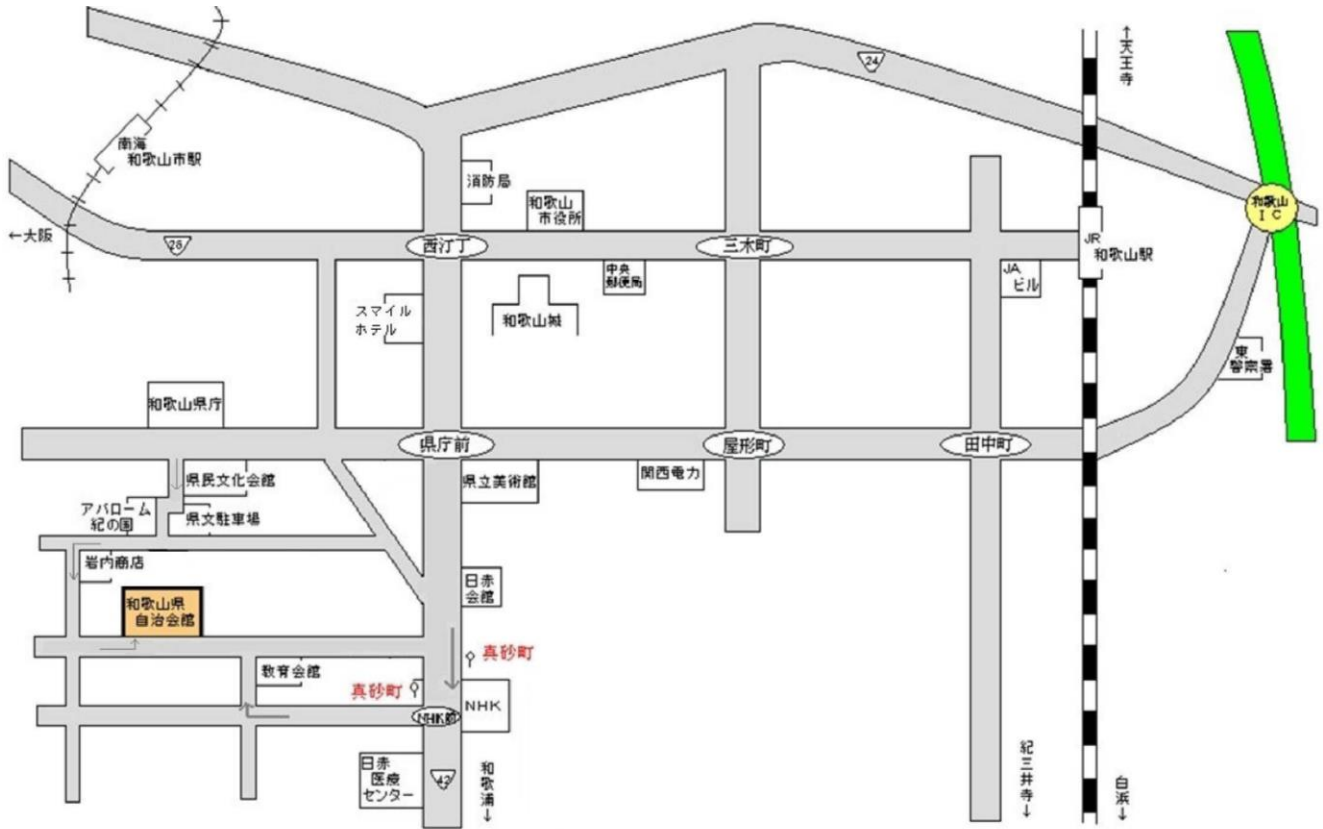 ↑天王寺
24
南海
和歌山市駅
消防局
和歌山
市役所
和歌山
IC
←大阪
26
西汀丁
三木町
JR
和歌山駅
中央
郵便局
JA
ビル
スマイル
ホテル
和歌山城
東
警察署
和歌山県庁
県庁前
屋形町
田中町
県民文化会館
県立美術館
関西電力
アバローム
紀の国
県文駐車場
岩内商店
日赤
会館
和歌山県
自治会館
真砂町
教育会館
真砂町
NHK
NHK前
日赤
医療
センター
42
和歌浦↓
紀三井寺↓
白浜↓